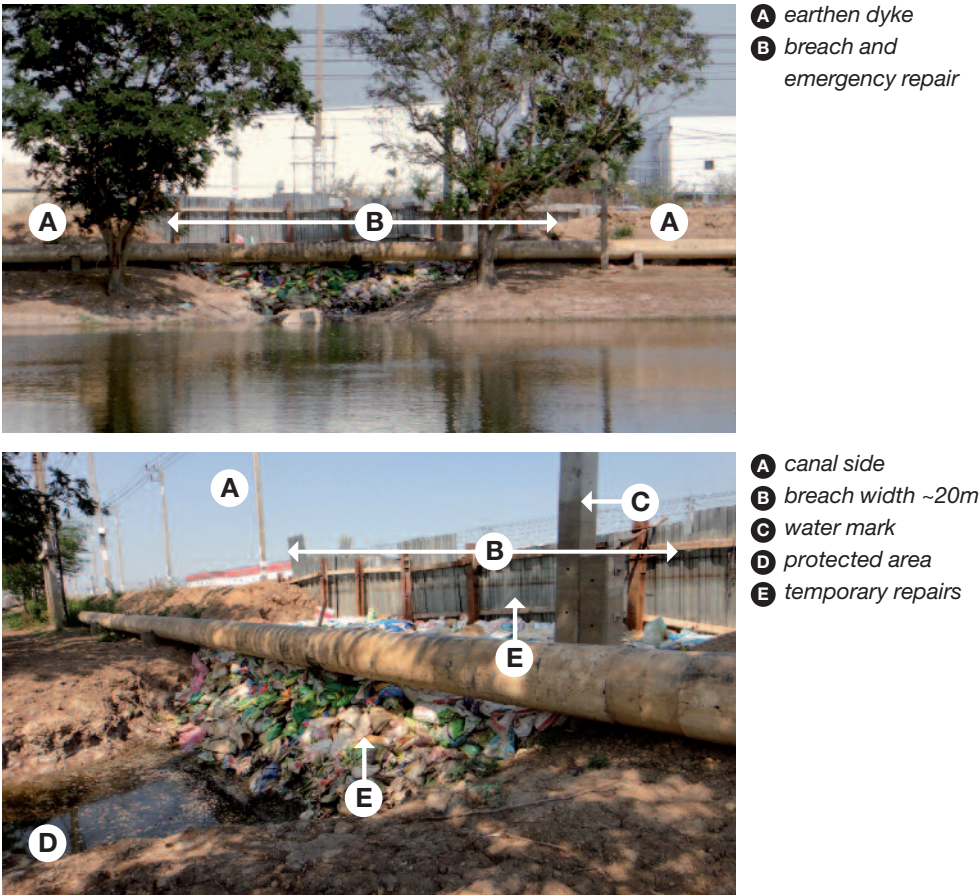 A earthen dyke
B breach and
emergency repair
A B A
A canal side
B breach width ~20m
C water mark
D protected area
E temporary repairs
A
C
B
E
E
D